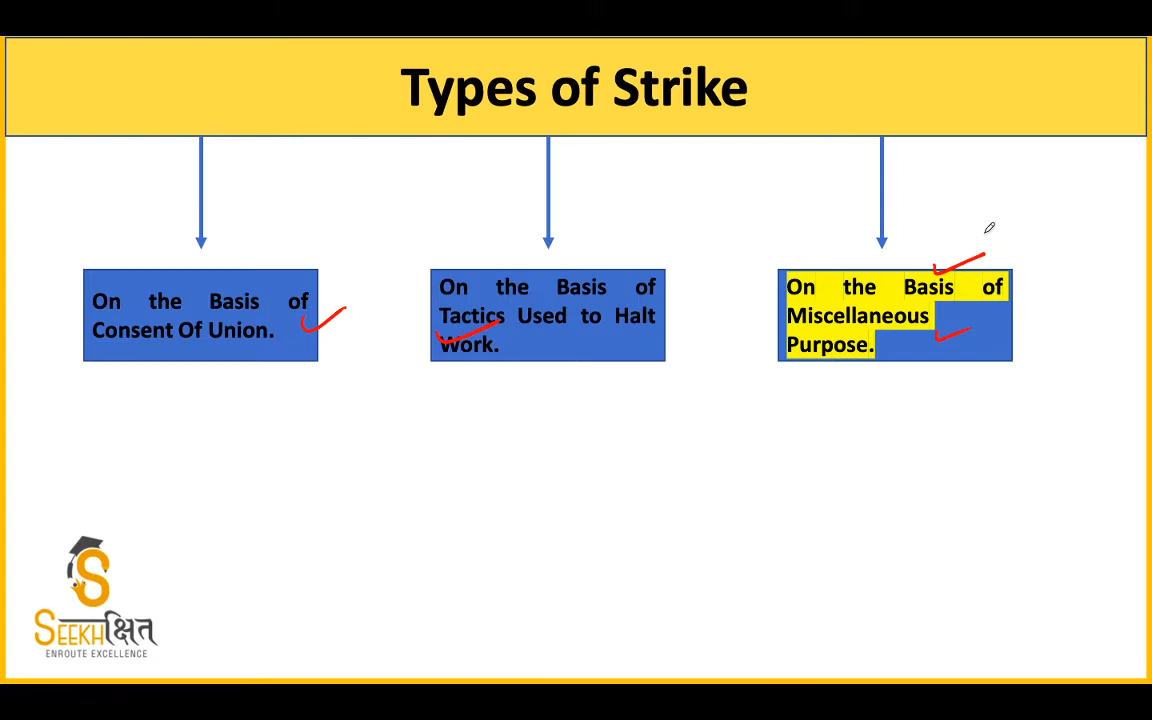 Types of Strike
On the Basis of
Consent Of Union.
On the Basis of
Tactics Used to Halt
Work.
On the Basis of
Miscellaneous
Purpose.
SEEKHक्षित
ENROUTE EXCELLENCE